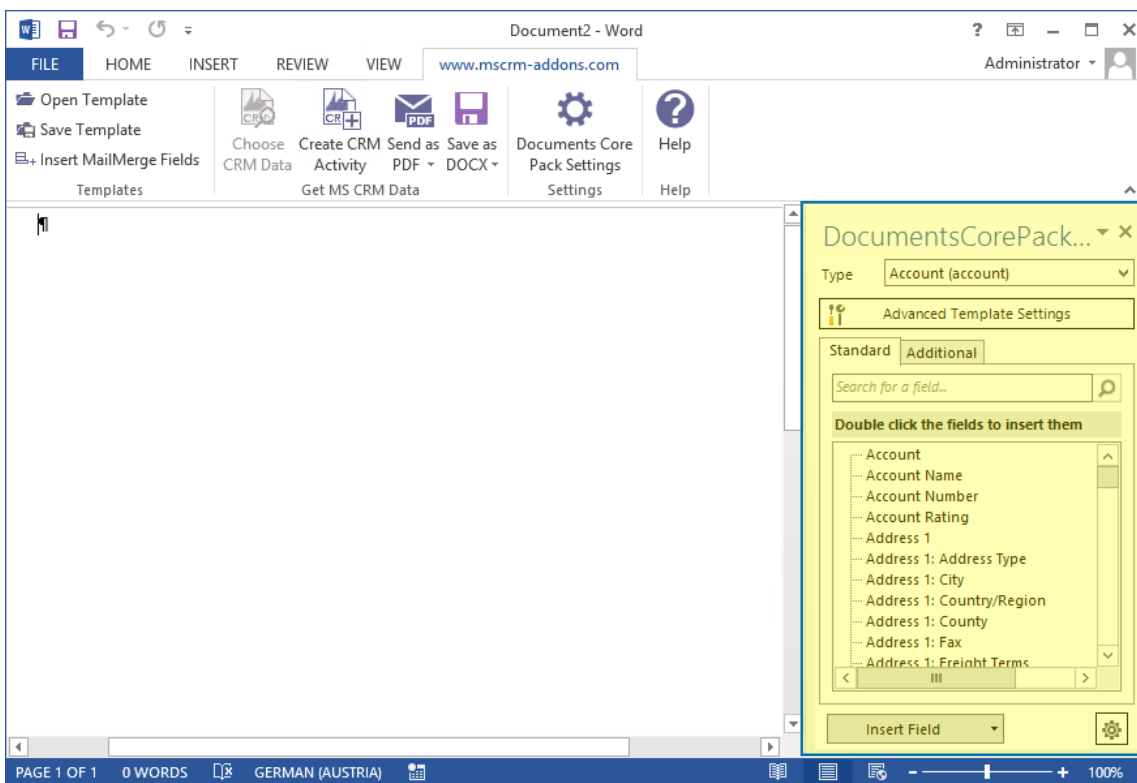 Document2 - Word
FILE HOME INSERT REVIEW VIEW www.mscrm-addons.com Administrator
Open Template
Save Template
Insert MailMerge Fields
Templates
Choose CRM Data
Create CRM Activity
Send as PDF
Save as DOCX
Get MS CRM Data
Documents Core Pack Settings
Settings
Help
Help
DocumentsCorePack...
Type Account (account)
Advanced Template Settings
Standard Additional
Search for a field...
Double click the fields to insert them
Account
Account Name
Account Number
Account Rating
Address 1
Address 1: Address Type
Address 1: City
Address 1: Country/Region
Address 1: County
Address 1: Fax
Address 1: Freight Terms
Insert Field
PAGE 1 OF 1 0 WORDS GERMAN (AUSTRIA) 100%